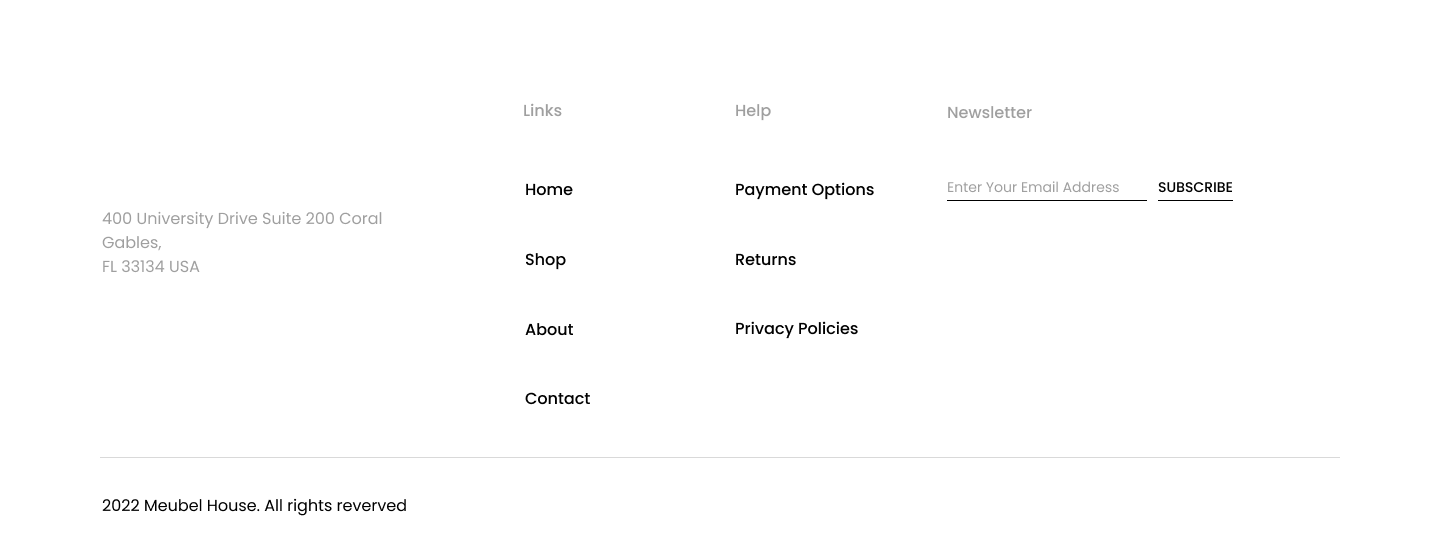 400 University Drive Suite 200 Coral
Gables,
FL 33134 USA
Links
Home
Shop
About
Contact
Help
Payment Options
Returns
Privacy Policies
Newsletter
Enter Your Email Address
SUBSCRIBE
2022 Meubel House. All rights reverved